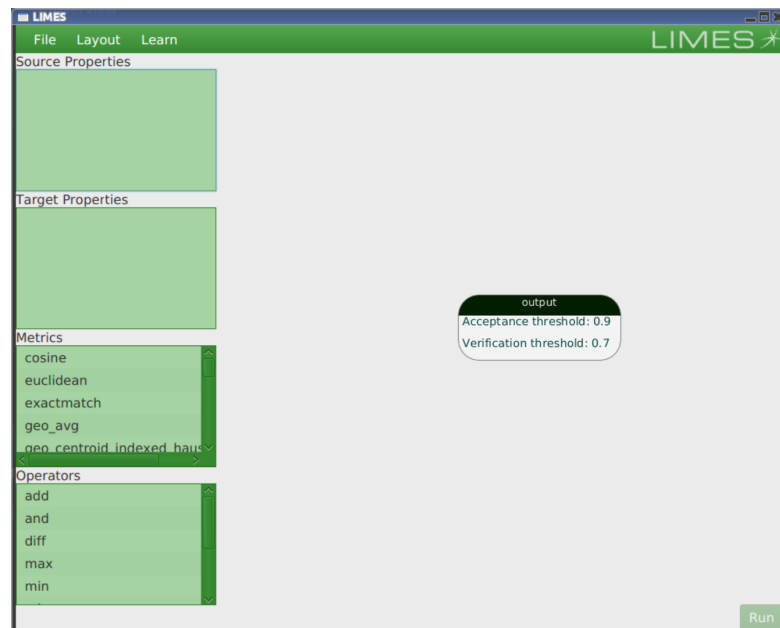 LIMES
File Layout Learn
LIMES
Source Properties
Target Properties
Metrics
cosine
euclidean
exactmatch
geo_avg
geo_centroid_indexed_haus
Operators
add
and
diff
max
min
output
Acceptance threshold: 0.9
Verification threshold: 0.7
Run